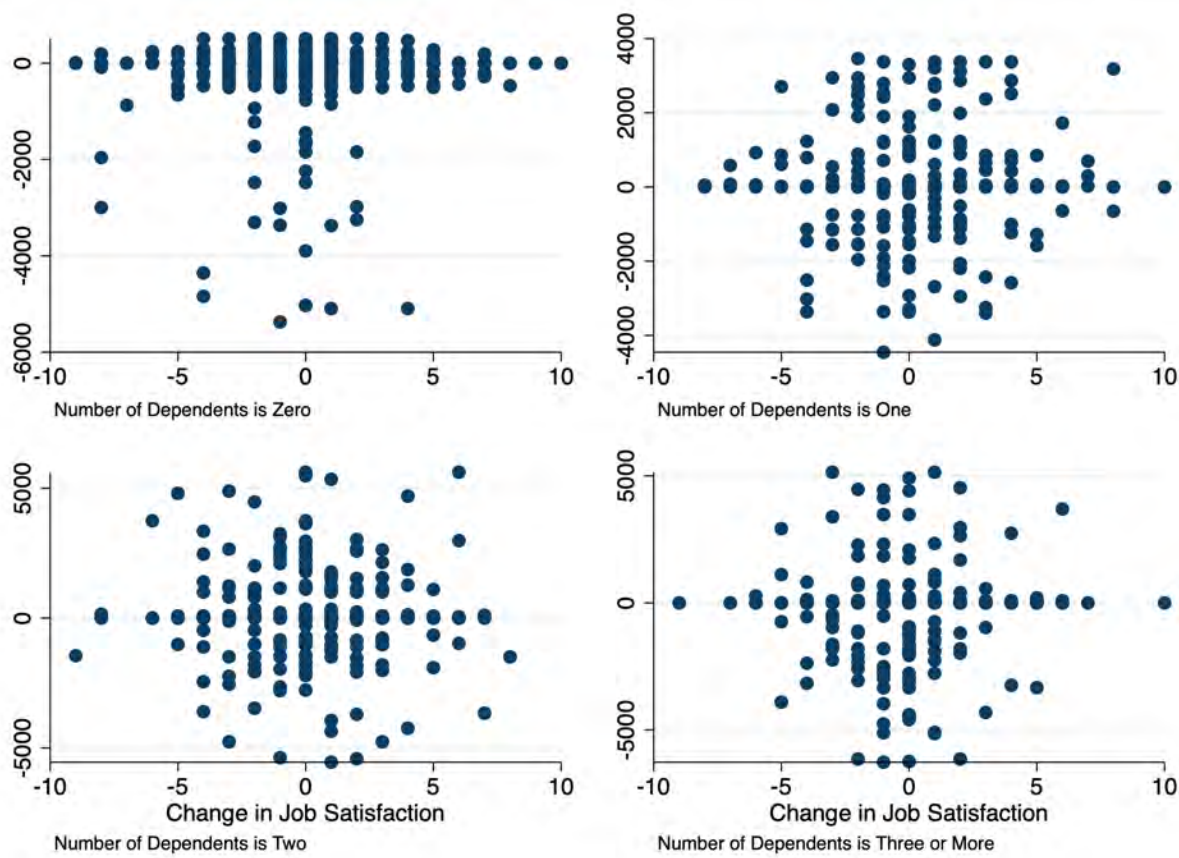 0
-2000
-4000
-6000
-10 -5 0 5 10
Number of Dependents is Zero
4000
2000
0
-2000
-4000
-10 -5 0 5 10
Number of Dependents is One
5000
0
-5000
-10 -5 0 5 10
Change in Job Satisfaction
Number of Dependents is Two
5000
0
-5000
-10 -5 0 5 10
Change in Job Satisfaction
Number of Dependents is Three or More